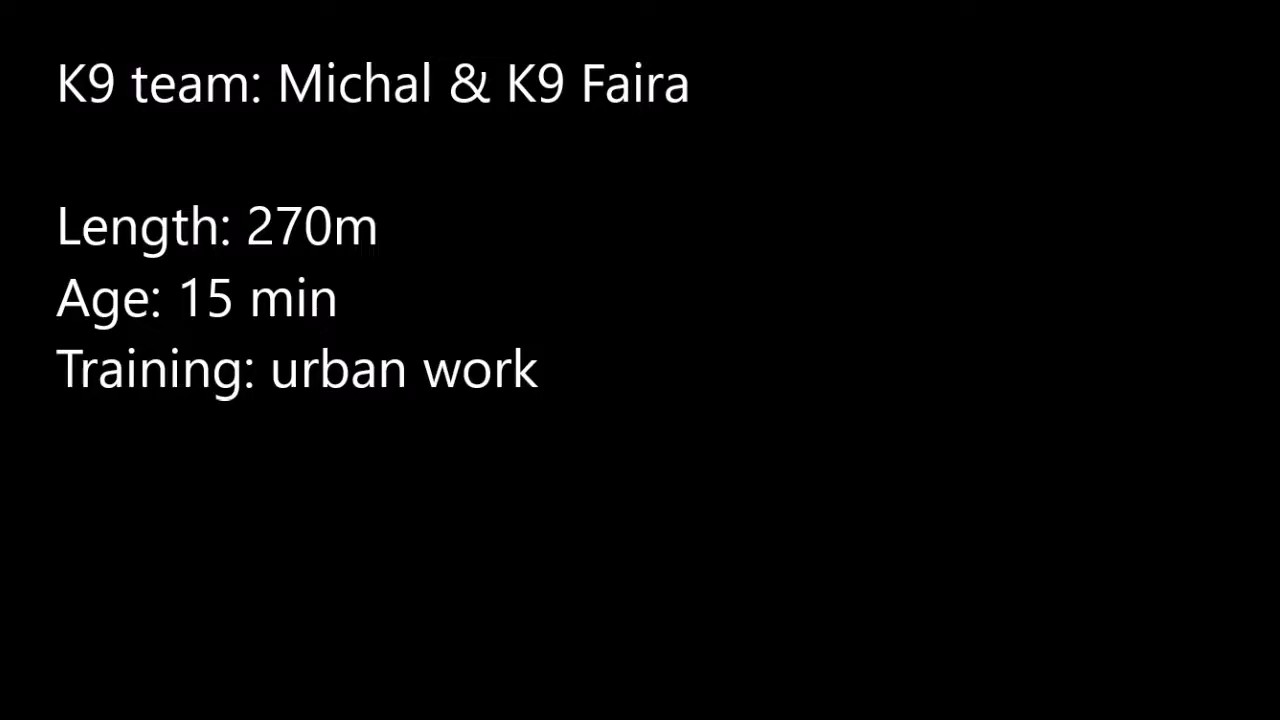 K9 team: Michal & K9 Faira
Length: 270m
Age: 15 min
Training: urban work